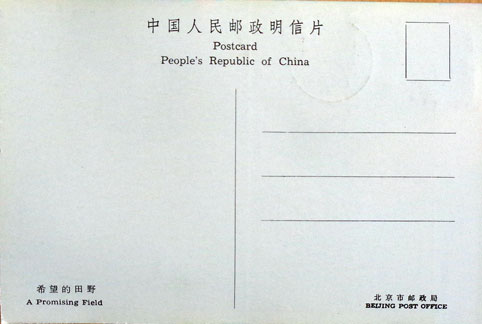 中国人民邮政明信片
Postcard
People's Republic of China
希望的田野
A Promising Field
北京市邮政局
BEIJING POST OFFICE